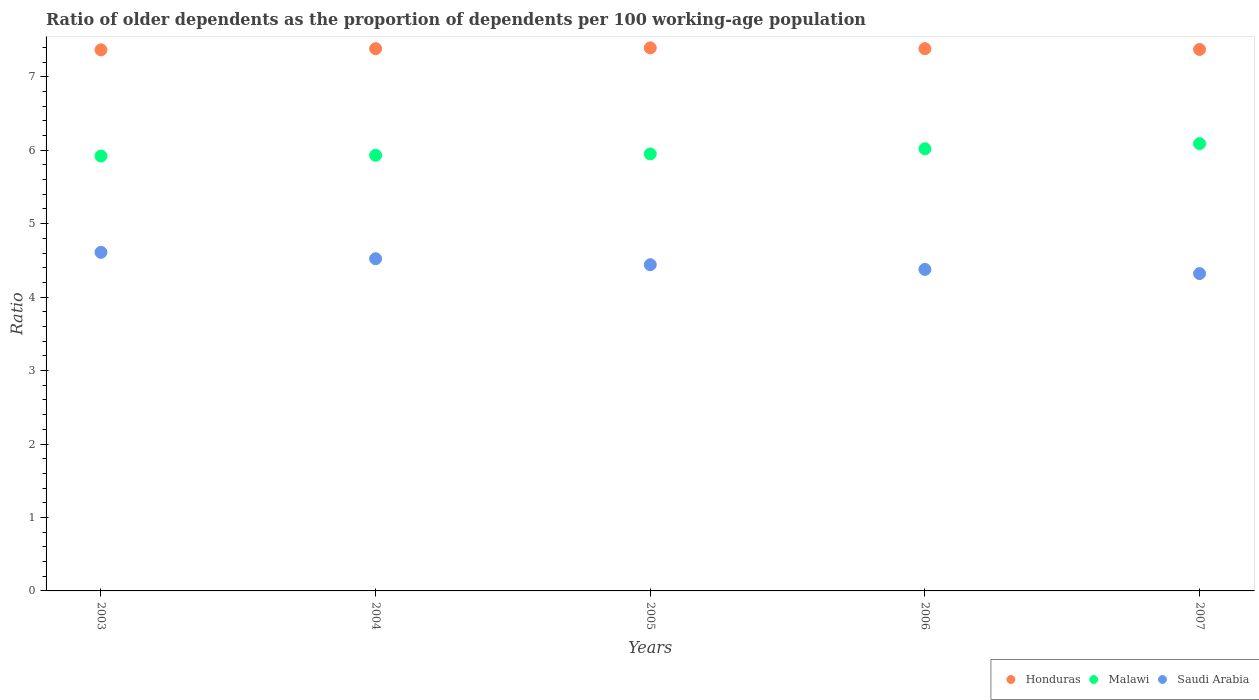 Ratio of older dependents as the proportion of dependents per 100 working-age population
Ratio
7
6
5
4
3
2
1
0
2003 2004 2005 2006 2007
Years
Honduras Malawi Saudi Arabia